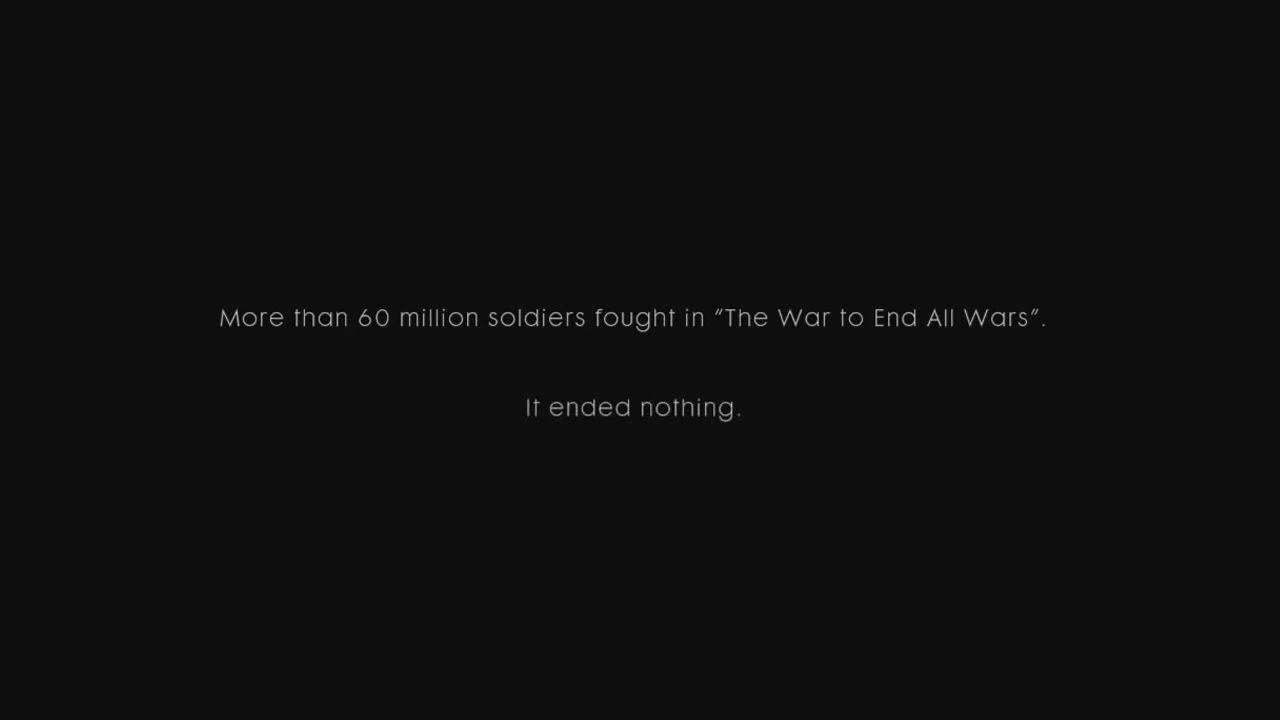 More than 60 million soldiers fought in “The War to End All Wars”.
It ended nothing.